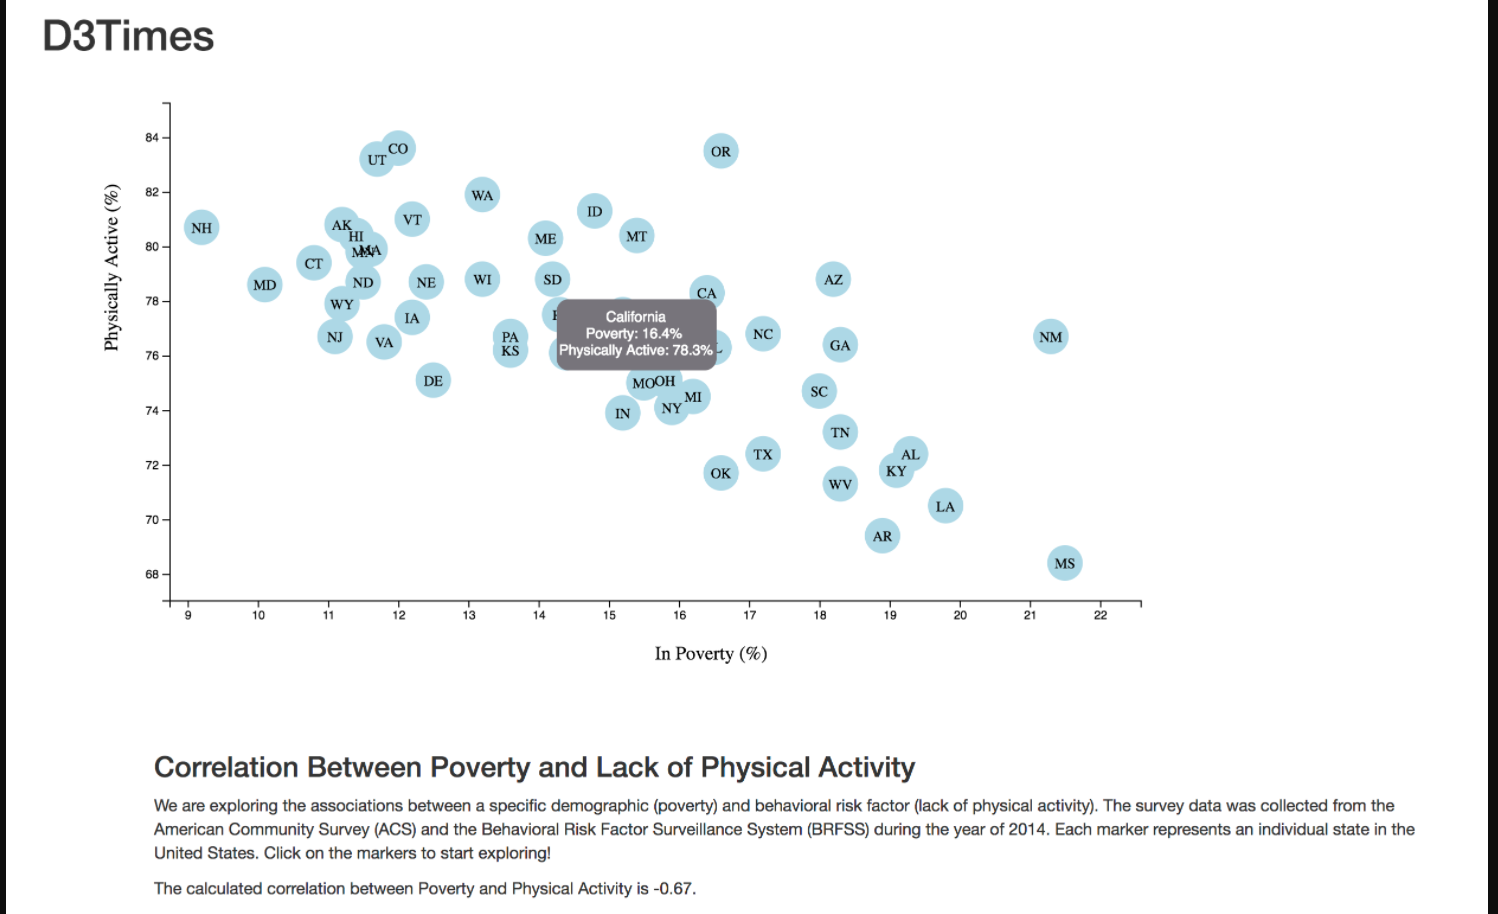 D3Times
Physically Active (%)
84
82
80
78
76
74
72
70
68
CO
UT
OR
WA
ID
VT
AK
NH
HI
MT
ME
MA
MN
CT
WI
SD
AZ
ND
NE
MD
CA
WY
IA
NJ
VA
PA
KS
NC
NM
GA
DE
MO
OH
SC
MI
NY
IN
TN
TX
AL
KY
OK
WV
LA
AR
MS
California
Poverty: 16.4%
Physically Active: 78.3%
9 10 11 12 13 14 15 16 17 18 19 20 21 22
In Poverty (%)
Correlation Between Poverty and Lack of Physical Activity
We are exploring the associations between a specific demographic (poverty) and behavioral risk factor (lack of physical activity). The survey data was collected from the
American Community Survey (ACS) and the Behavioral Risk Factor Surveillance System (BRFSS) during the year of 2014. Each marker represents an individual state in the
United States. Click on the markers to start exploring!
The calculated correlation between Poverty and Physical Activity is -0.67.